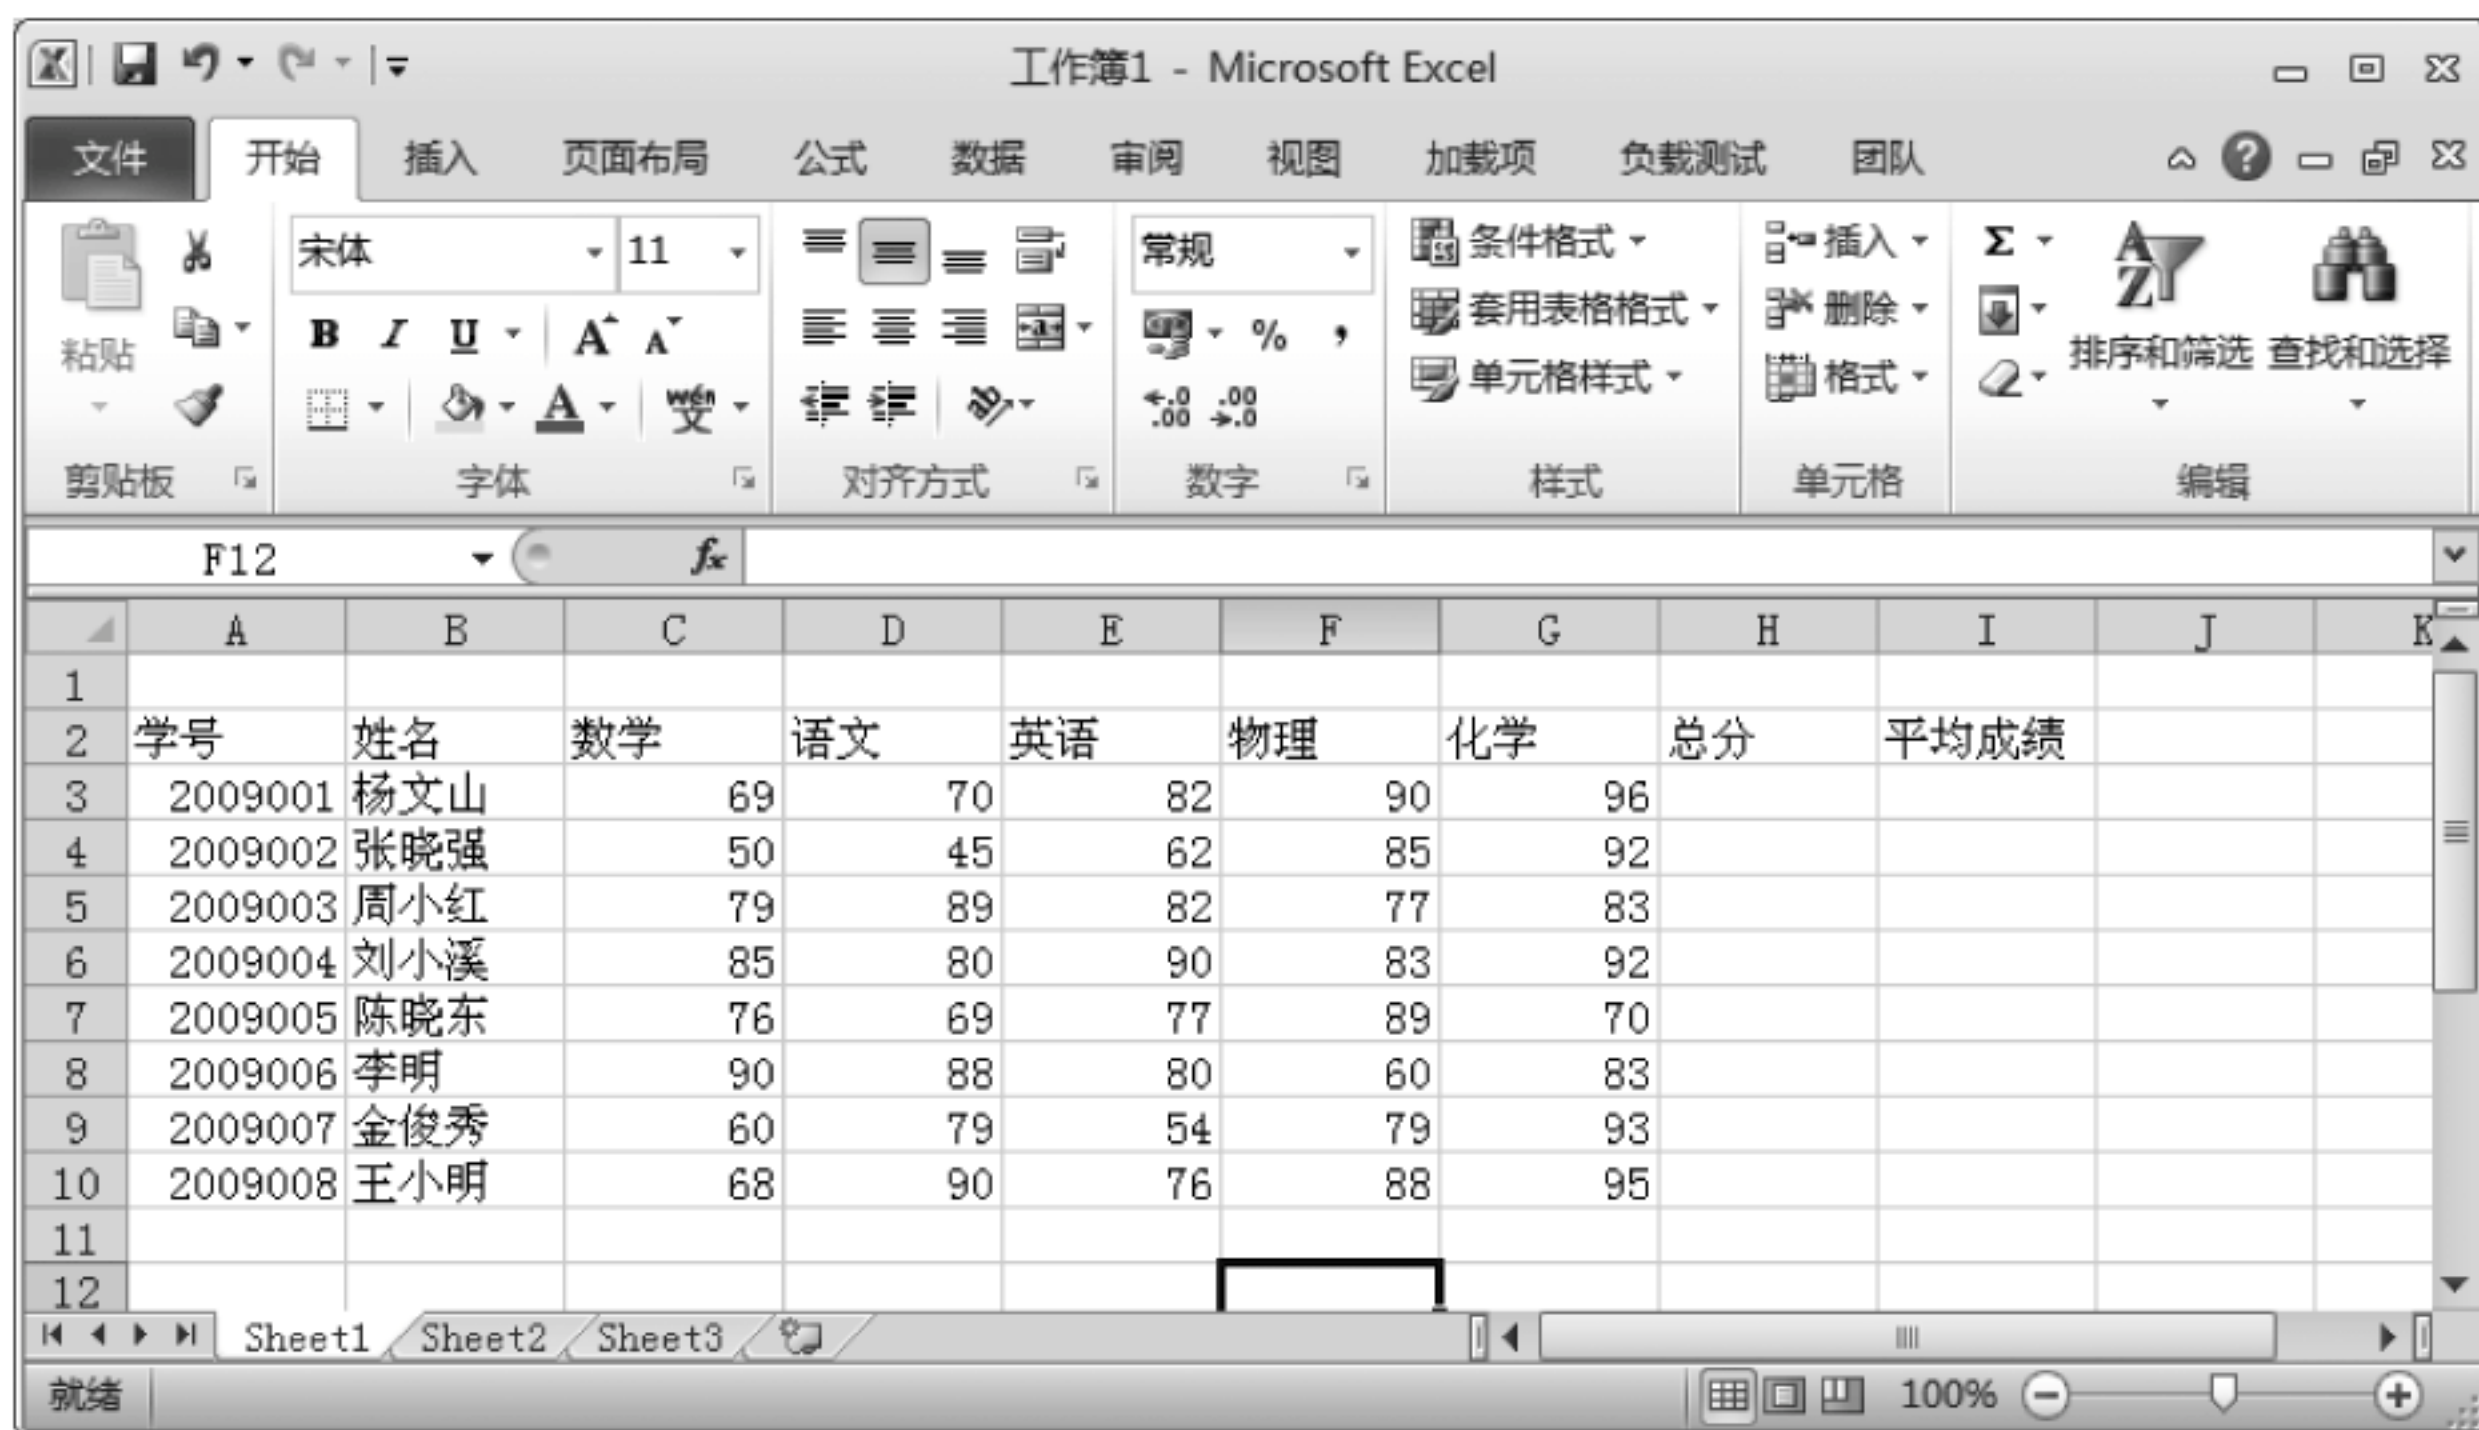 工作簿1 - Microsoft Excel
文件 开始 插入 页面布局 公式 数据 审阅 视图 加载项 负载测试 团队
宋体 11 常规 条件格式 插入 Σ
粘贴 B I U A A % , 套用表格格式 删除 排序和筛选 查找和选择
A wén 文 .0 .00 .00 .0 单元格样式 格式
剪贴板 字体 对齐方式 数字 样式 单元格 编辑
F12 fx
A B C D E F G H I J K
1
2 学号 姓名 数学 语文 英语 物理 化学 总分 平均成绩
3 2009001 杨文山 69 70 82 90 96
4 2009002 张晓强 50 45 62 85 92
5 2009003 周小红 79 89 82 77 83
6 2009004 刘小溪 85 80 90 83 92
7 2009005 陈晓东 76 69 77 89 70
8 2009006 李明 90 88 80 60 83
9 2009007 金俊秀 60 79 54 79 93
10 2009008 王小明 68 90 76 88 95
11
12
Sheet1 Sheet2 Sheet3
就绪 100%